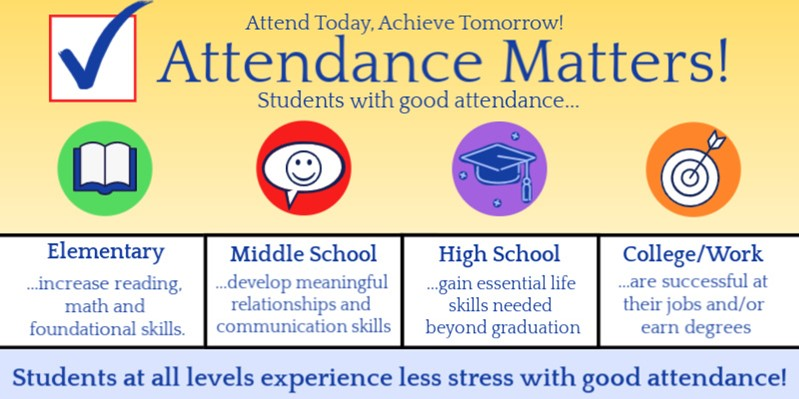 Attend Today, Achieve Tomorrow!
Attendance Matters!
Students with good attendance...
Elementary
...increase reading,
math and
foundational skills.
Middle School
...develop meaningful
relationships and
communication skills
High School
...gain essential life
skills needed
beyond graduation
College/Work
...are successful at
their jobs and/or
earn degrees
Students at all levels experience less stress with good attendance!